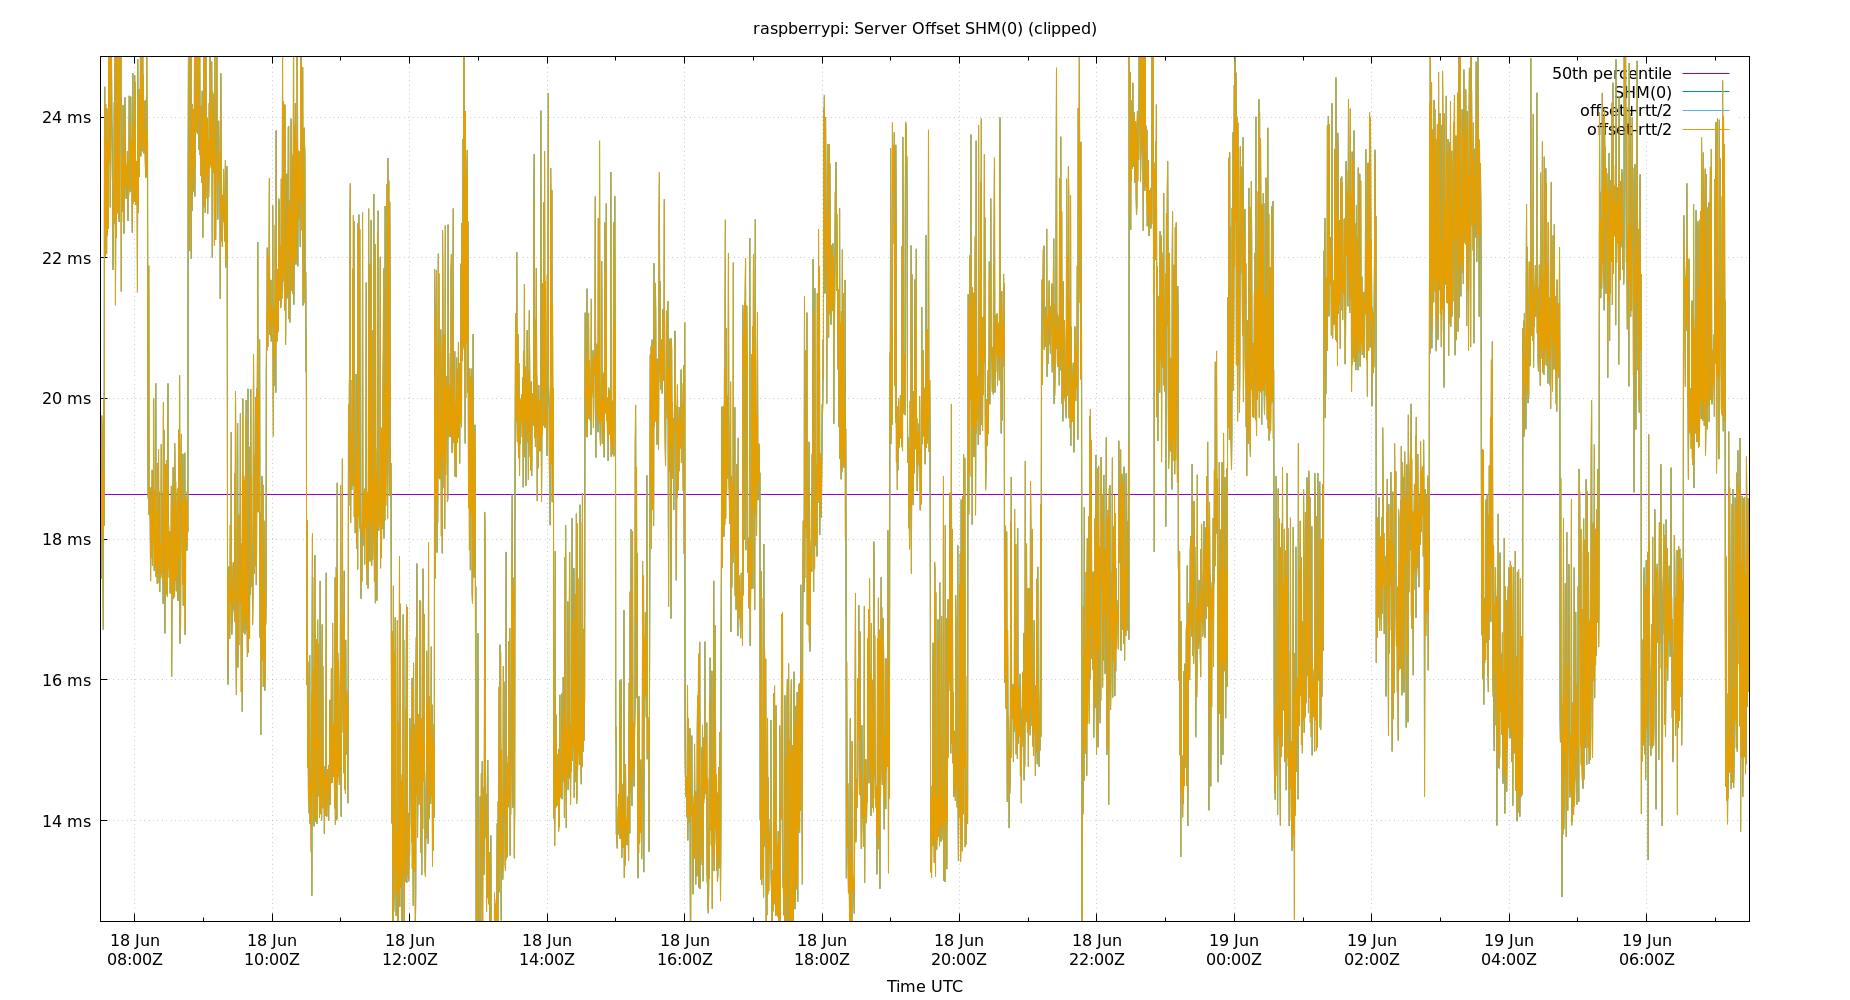 raspberrypi: Server Offset SHM(0) (clipped)
50th percentile
SHM(0)
offset+rtt/2
offset-rtt/2
24 ms
22 ms
20 ms
18 ms
16 ms
14 ms
18 Jun 18 Jun 18 Jun 18 Jun 18 Jun 18 Jun 18 Jun 18 Jun 19 Jun 19 Jun 19 Jun 19 Jun
08:00Z 10:00Z 12:00Z 14:00Z 16:00Z 18:00Z 20:00Z 22:00Z 00:00Z 02:00Z 04:00Z 06:00Z
Time UTC